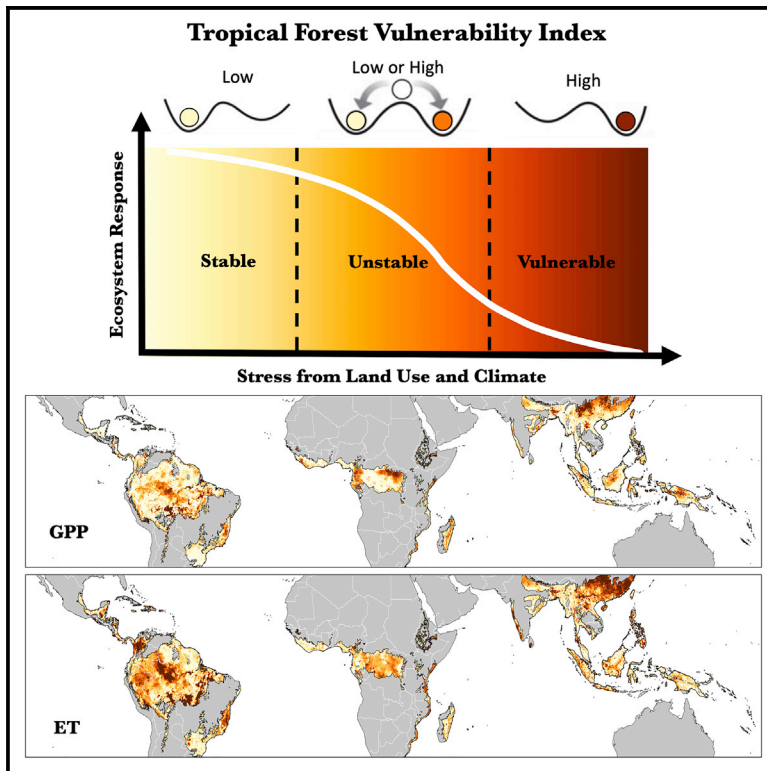 Tropical Forest Vulnerability Index
Low
Low or High
High
Ecosystem Response
Stable
Unstable
Vulnerable
Stress from Land Use and Climate
GPP
ET